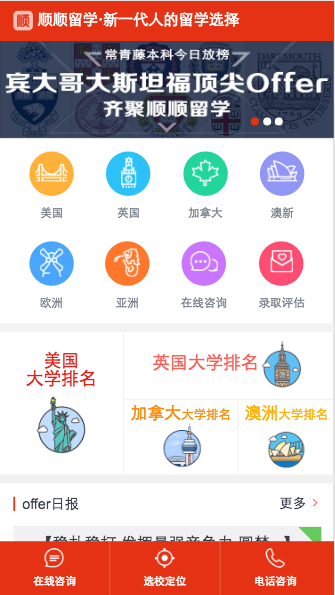 顺 顺顺留学·新一代人的留学选择
常青藤本科今日放榜
宾大哥大斯坦福顶尖Offer
齐聚顺顺留学
美国 英国 加拿大 澳新
欧洲 亚洲 在线咨询 录取评估
美国
大学排名
英国大学排名
加拿大大学排名 澳洲大学排名
offer日报 更多
在线咨询 选校定位 电话咨询